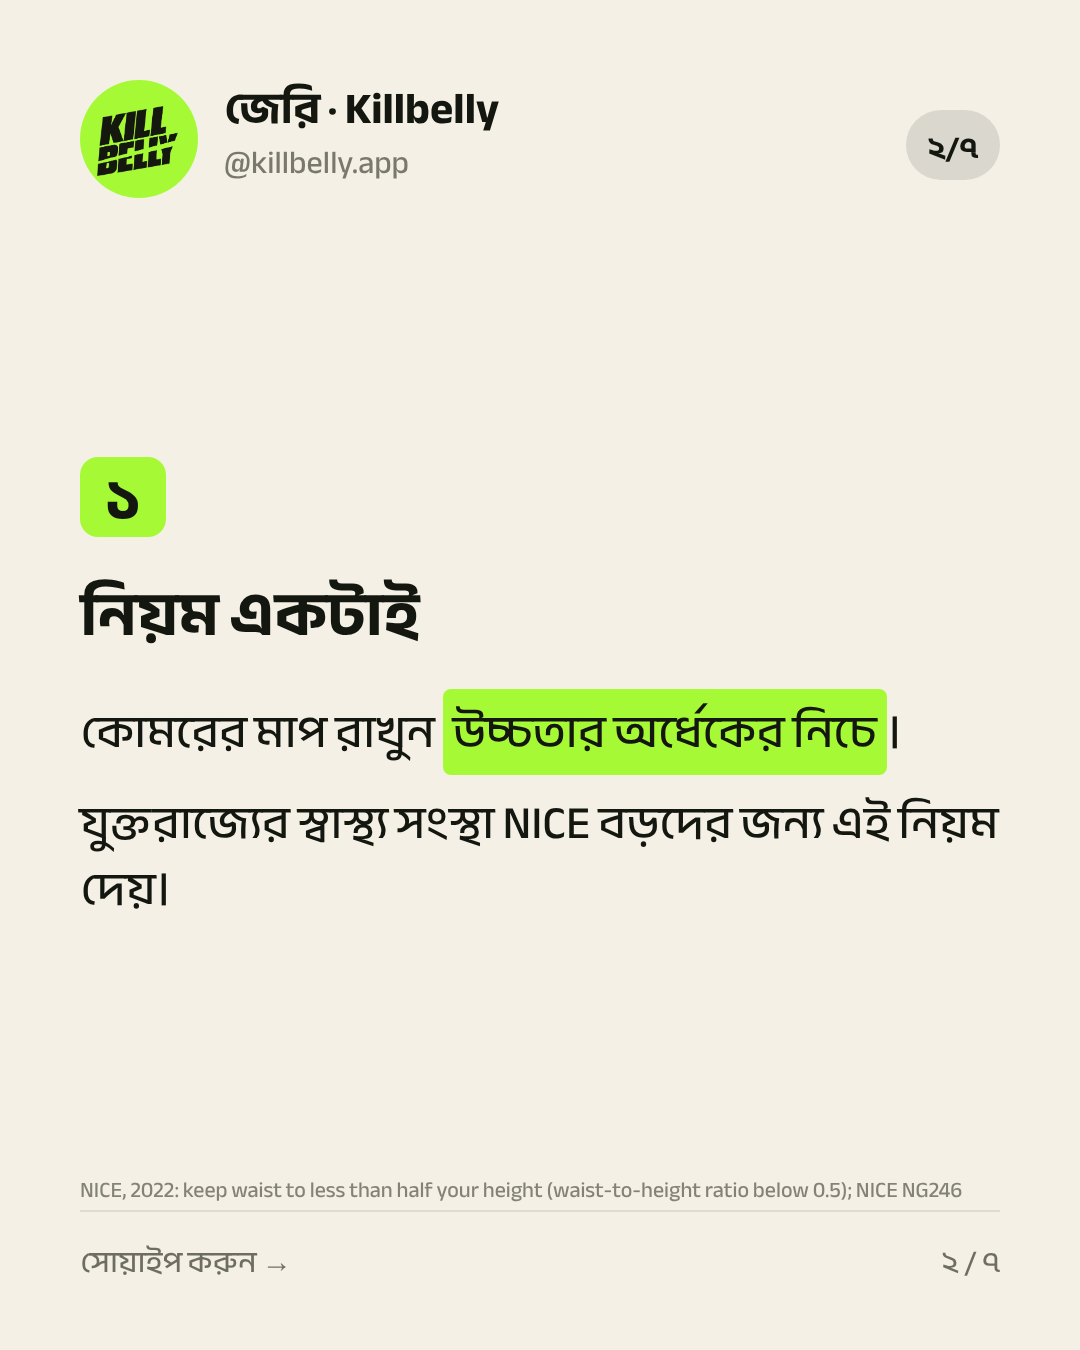 KILL
BELLY
জেরি · Killbelly
@killbelly.app
২/৭
১
নিয়ম একটাই
কোমরের মাপ রাখুন উচ্চতার অর্ধেকের নিচে।
যুক্তরাজ্যের স্বাস্থ্য সংস্থা NICE বড়দের জন্য এই নিয়ম
দেয়।
NICE, 2022: keep waist to less than half your height (waist-to-height ratio below 0.5); NICE NG246
সোয়াইপ করুন →
২ / ৭